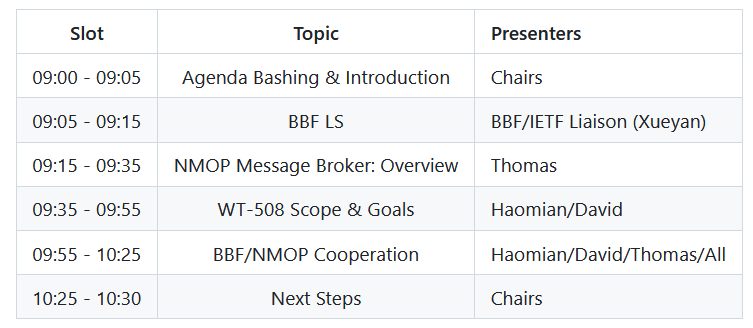 Slot Topic Presenters
09:00 - 09:05 Agenda Bashing & Introduction Chairs
09:05 - 09:15 BBF LS BBF/IETF Liaison (Xueyan)
09:15 - 09:35 NMOP Message Broker: Overview Thomas
09:35 - 09:55 WT-508 Scope & Goals Haomian/David
09:55 - 10:25 BBF/NMOP Cooperation Haomian/David/Thomas/All
10:25 - 10:30 Next Steps Chairs